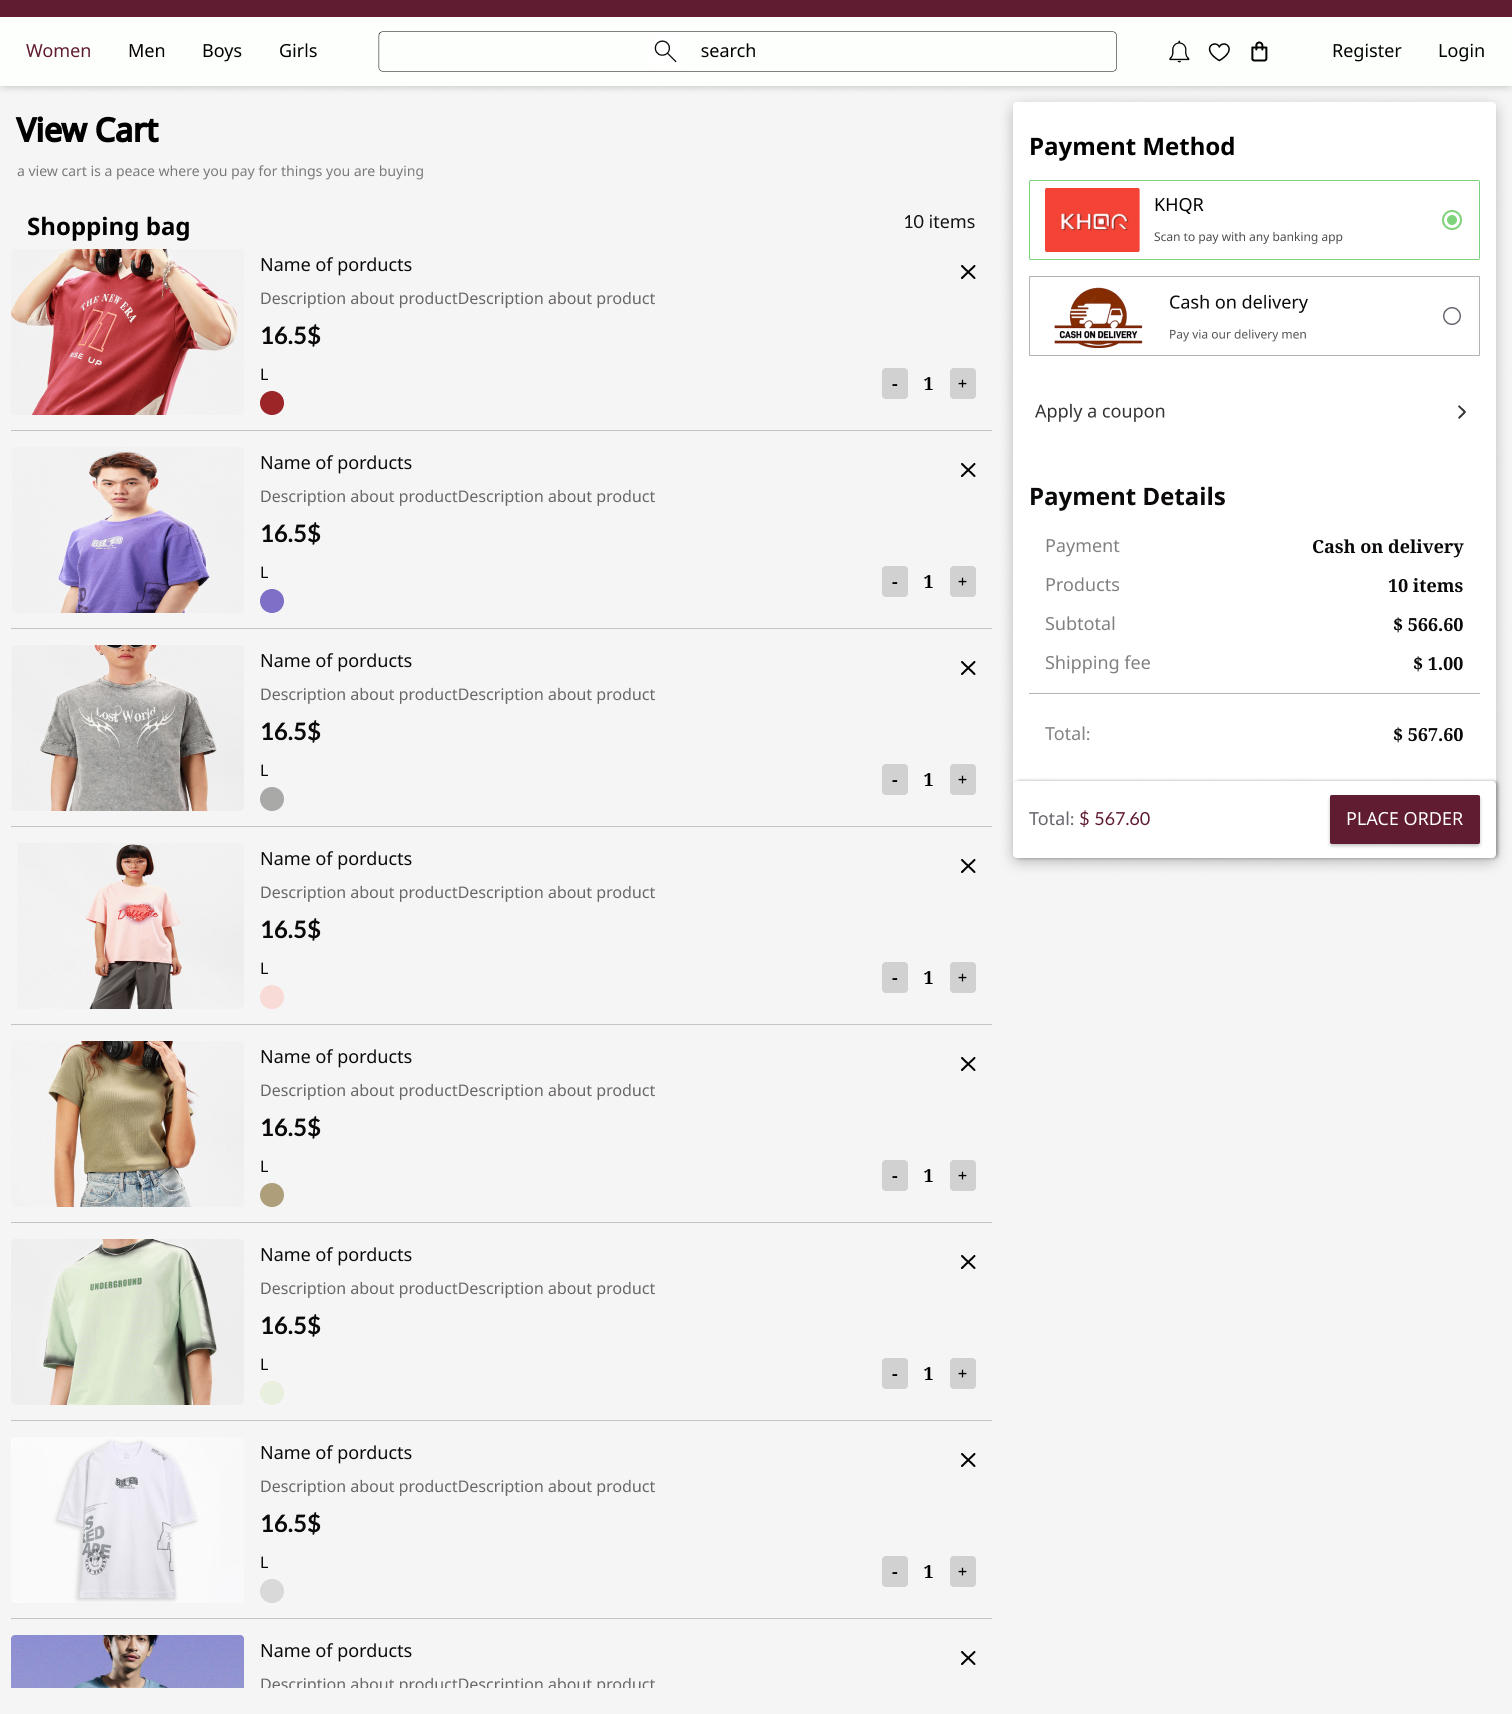 Women Men Boys Girls search Register Login
View Cart
a view cart is a peace where you pay for things you are buying
Shopping bag 10 items
THE NEW ERA
RISE UP
Name of porducts
Description about productDescription about product
16.5$
L
- 1 +
Name of porducts
Description about productDescription about product
16.5$
L
- 1 +
Lost World
Name of porducts
Description about productDescription about product
16.5$
L
- 1 +
Delicate
Name of porducts
Description about productDescription about product
16.5$
L
- 1 +
Name of porducts
Description about productDescription about product
16.5$
L
- 1 +
UNDERGROUND
Name of porducts
Description about productDescription about product
16.5$
L
- 1 +
Name of porducts
Description about productDescription about product
16.5$
L
- 1 +
Name of porducts
Description about productDescription about product
Payment Method
KHQR
KHQR
Scan to pay with any banking app
CASH ON DELIVERY
Cash on delivery
Pay via our delivery men
Apply a coupon
Payment Details
Payment Cash on delivery
Products 10 items
Subtotal $ 566.60
Shipping fee $ 1.00
Total: $ 567.60
Total: $ 567.60 PLACE ORDER